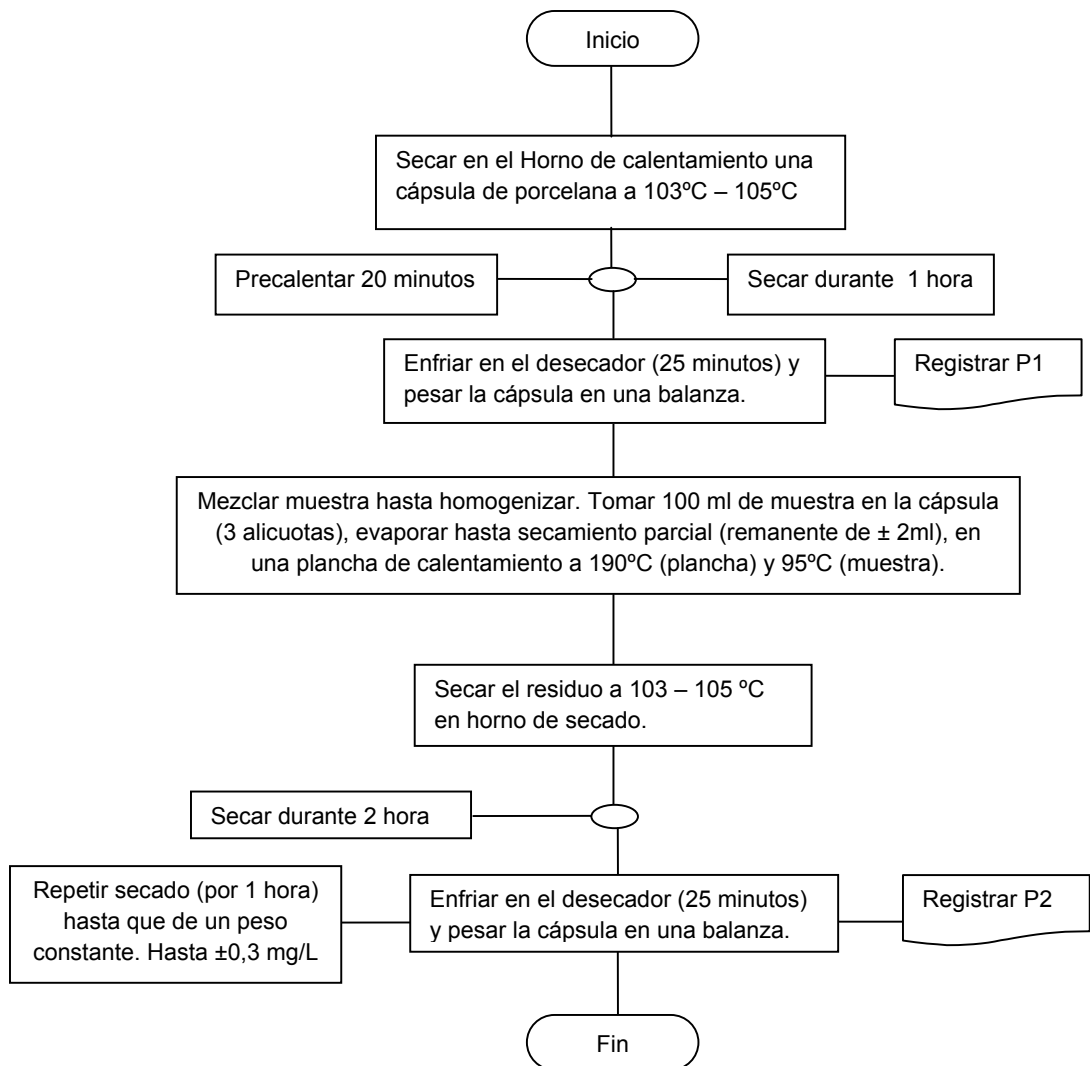 Inicio
Secar en el Horno de calentamiento una
cápsula de porcelana a 103ºC – 105ºC
Precalentar 20 minutos
Secar durante 1 hora
Enfriar en el desecador (25 minutos) y
pesar la cápsula en una balanza.
Registrar P1
Mezclar muestra hasta homogenizar. Tomar 100 ml de muestra en la cápsula
(3 alicuotas), evaporar hasta secamiento parcial (remanente de ± 2ml), en
una plancha de calentamiento a 190ºC (plancha) y 95ºC (muestra).
Secar el residuo a 103 – 105 ºC
en horno de secado.
Secar durante 2 hora
Repetir secado (por 1 hora)
hasta que de un peso
constante. Hasta ±0,3 mg/L
Enfriar en el desecador (25 minutos)
y pesar la cápsula en una balanza.
Registrar P2
Fin